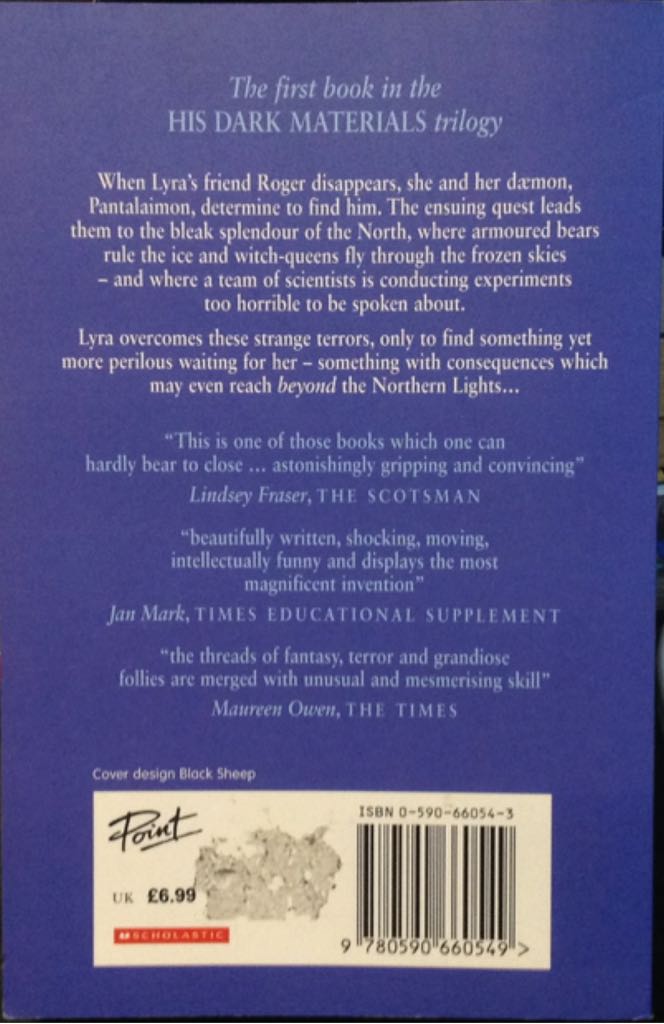 The first book in the
HIS DARK MATERIALS trilogy
When Lyra's friend Roger disappears, she and her dæmon,
Pantalaimon, determine to find him. The ensuing quest leads
them to the bleak splendour of the North, where armoured bears
rule the ice and witch-queens fly through the frozen skies
– and where a team of scientists is conducting experiments
too horrible to be spoken about.
Lyra overcomes these strange terrors, only to find something yet
more perilous waiting for her – something with consequences which
may even reach beyond the Northern Lights...
“This is one of those books which one can
hardly bear to close ... astonishingly gripping and convincing”
Lindsey Fraser, THE SCOTSMAN
“beautifully written, shocking, moving,
intellectually funny and displays the most
magnificent invention”
Jan Mark, TIMES EDUCATIONAL SUPPLEMENT
“the threads of fantasy, terror and grandiose
follies are merged with unusual and mesmerising skill”
Maureen Owen, THE TIMES
Cover design Black Sheep
Point
UK £6.99
SCHOLASTIC
ISBN 0-590-66054-3
9 780590 660549 >